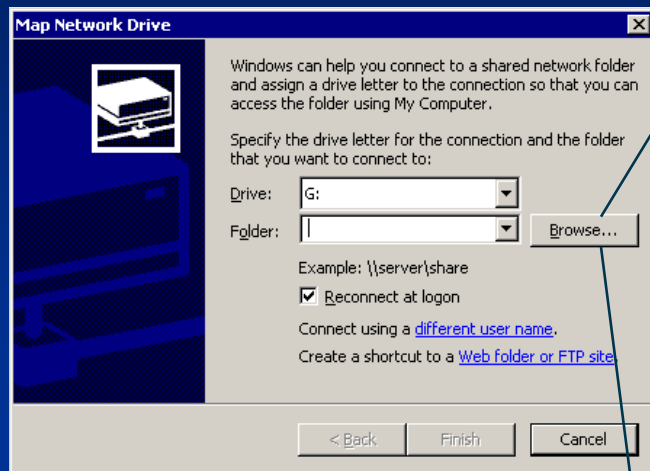 Map Network Drive
Windows can help you connect to a shared network folder
and assign a drive letter to the connection so that you can
access the folder using My Computer.
Specify the drive letter for the connection and the folder
that you want to connect to:
Drive: G:
Folder: Browse...
Example: \\server\share
Reconnect at logon
Connect using a different user name.
Create a shortcut to a Web folder or FTP site.
< Back Finish Cancel